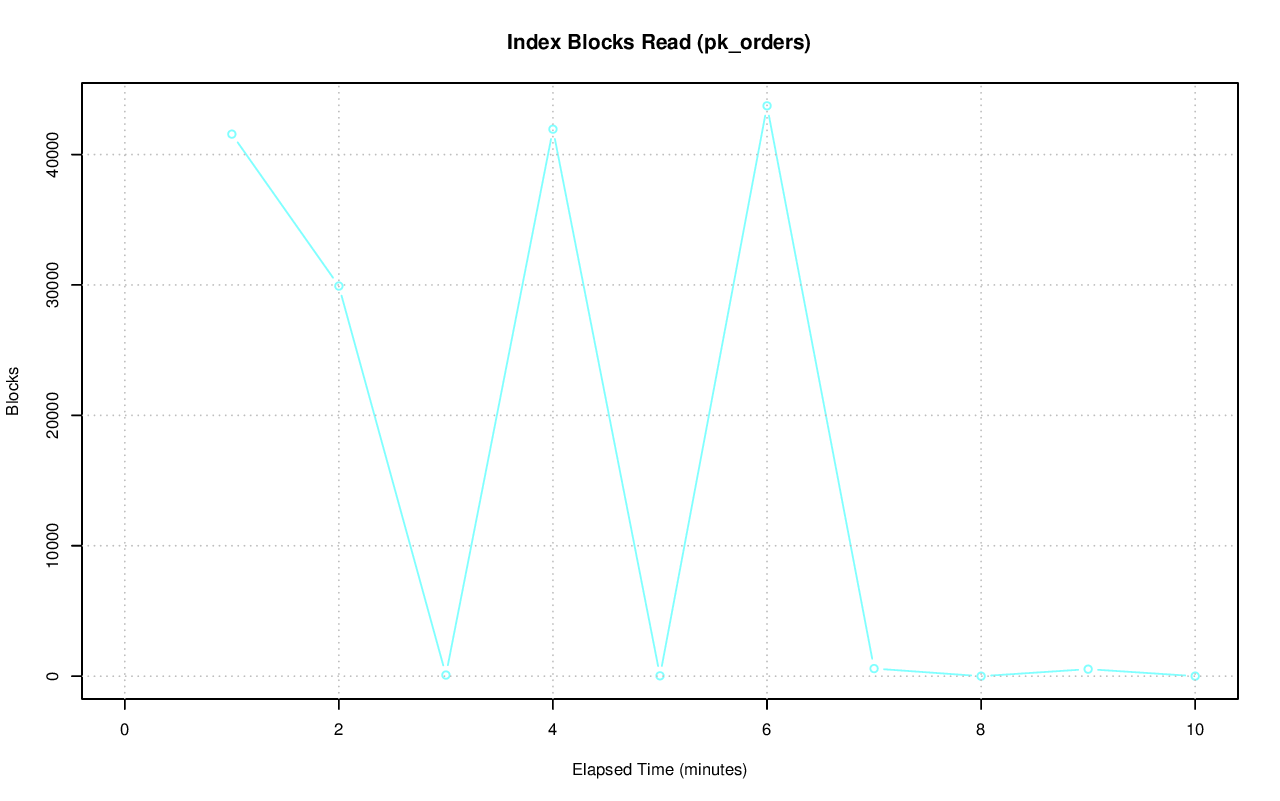 Index Blocks Read (pk_orders)
Blocks
40000
30000
20000
10000
0
0 2 4 6 8 10
Elapsed Time (minutes)